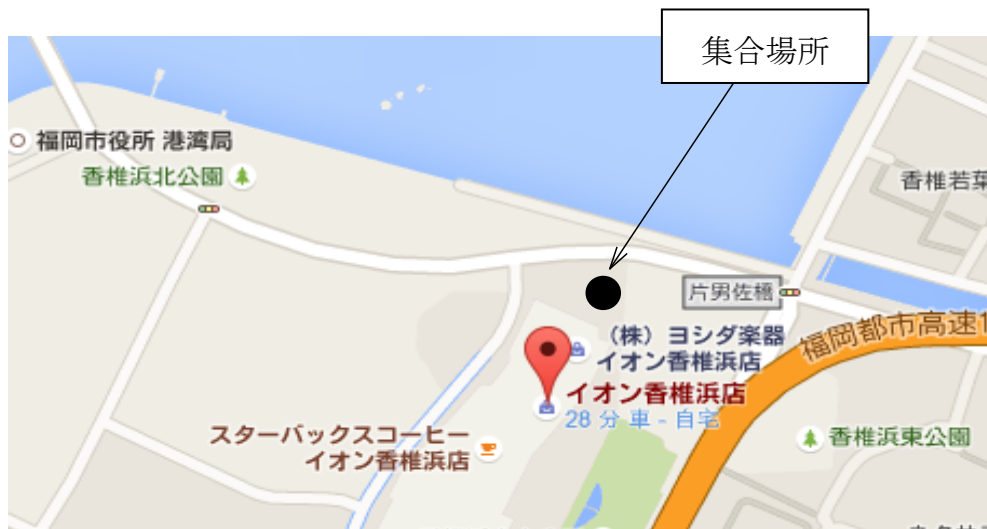 集合場所
福岡市役所 港湾局
香椎浜北公園
香椎若葉
片男佐橋
(株)ヨシダ楽器
イオン香椎浜店
福岡都市高速1
イオン香椎浜店
28 分 車 - 自宅
スターバックスコーヒー
イオン香椎浜店
香椎浜東公園